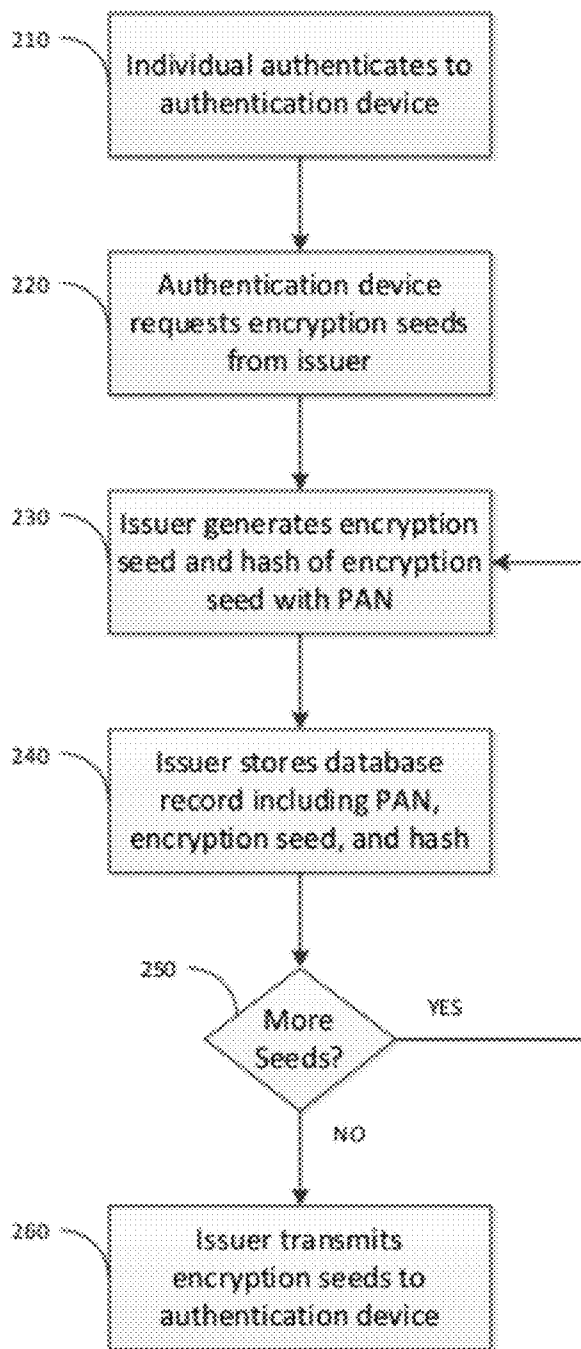 210
Individual authenticates to
authentication device
220
Authentication device
requests encryption seeds
from issuer
230
Issuer generates encryption
seed and hash of encryption
seed with PAN
240
Issuer stores database
record including PAN,
encryption seed, and hash
250
More
Seeds?
YES
NO
260
Issuer transmits
encryption seeds to
authentication device